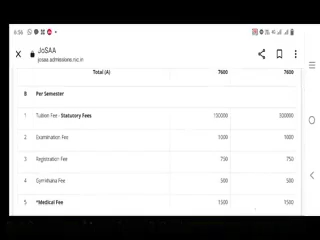 6:56
JoSAA
josaa.admissions.nic.in
Total (A) 7600 7600
B Per Semester
1 Tuition Fee - Statutory Fees 100000 300000
2 Examination Fee 1000 1000
3 Registration Fee 750 750
4 Gymkhana Fee 500 500
5 *Medical Fee 1500 1500